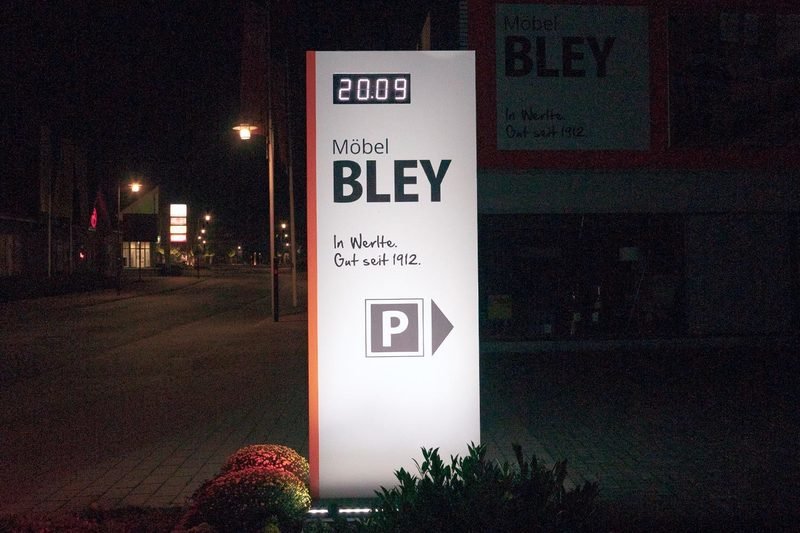 20.09
Möbel
BLEY
In Werlte.
Gut seit 1912.
P
Möbel
BLEY
In Werlte.
Gut seit 1912.